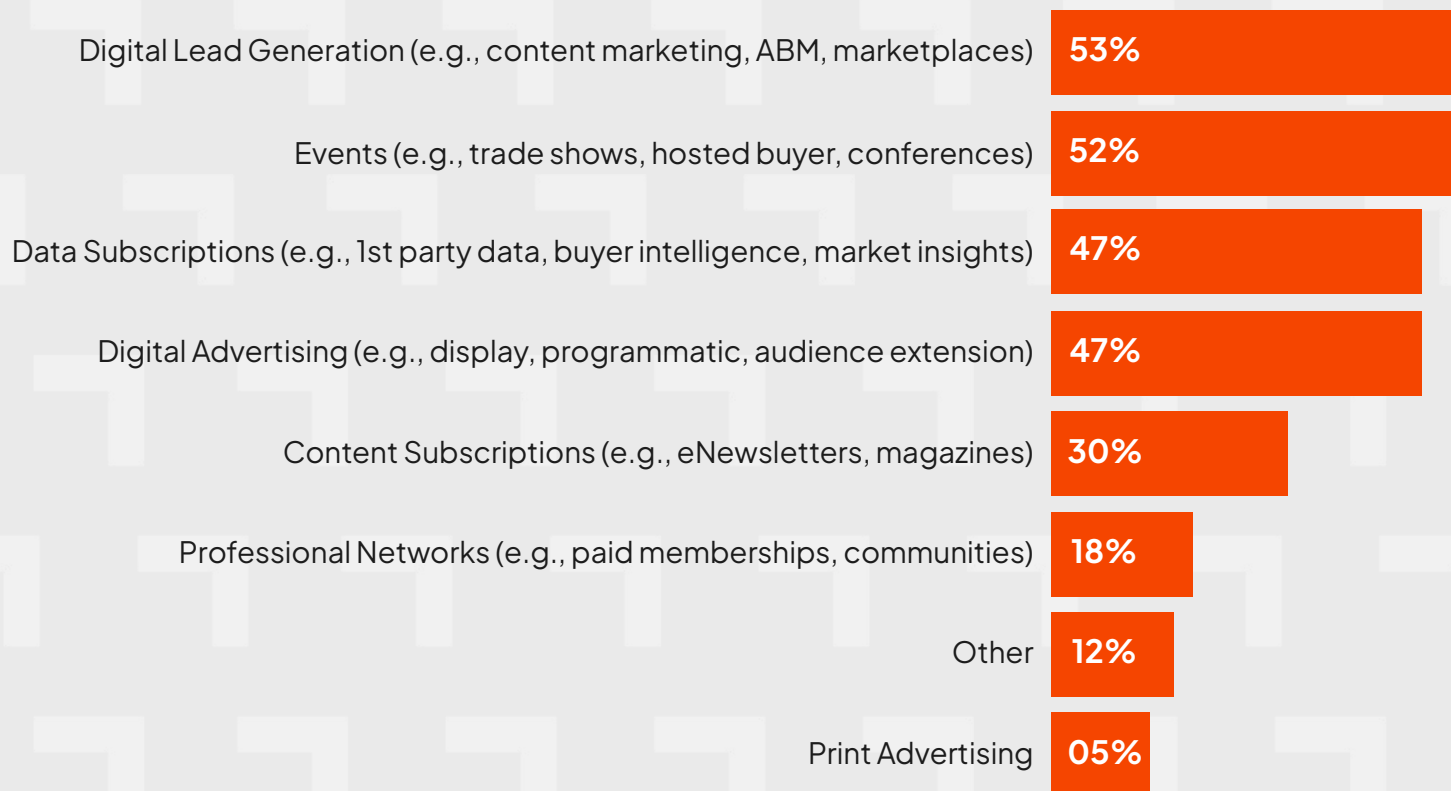 Digital Lead Generation (e.g., content marketing, ABM, marketplaces) 53%
Events (e.g., trade shows, hosted buyer, conferences) 52%
Data Subscriptions (e.g., 1st party data, buyer intelligence, market insights) 47%
Digital Advertising (e.g., display, programmatic, audience extension) 47%
Content Subscriptions (e.g., eNewsletters, magazines) 30%
Professional Networks (e.g., paid memberships, communities) 18%
Other 12%
Print Advertising 05%